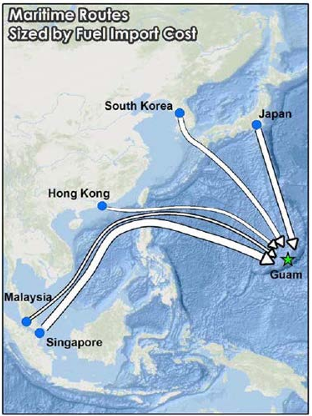 Maritime Routes
Sized by Fuel Import Cost
South Korea
Japan
Hong Kong
Guam
Malaysia
Singapore